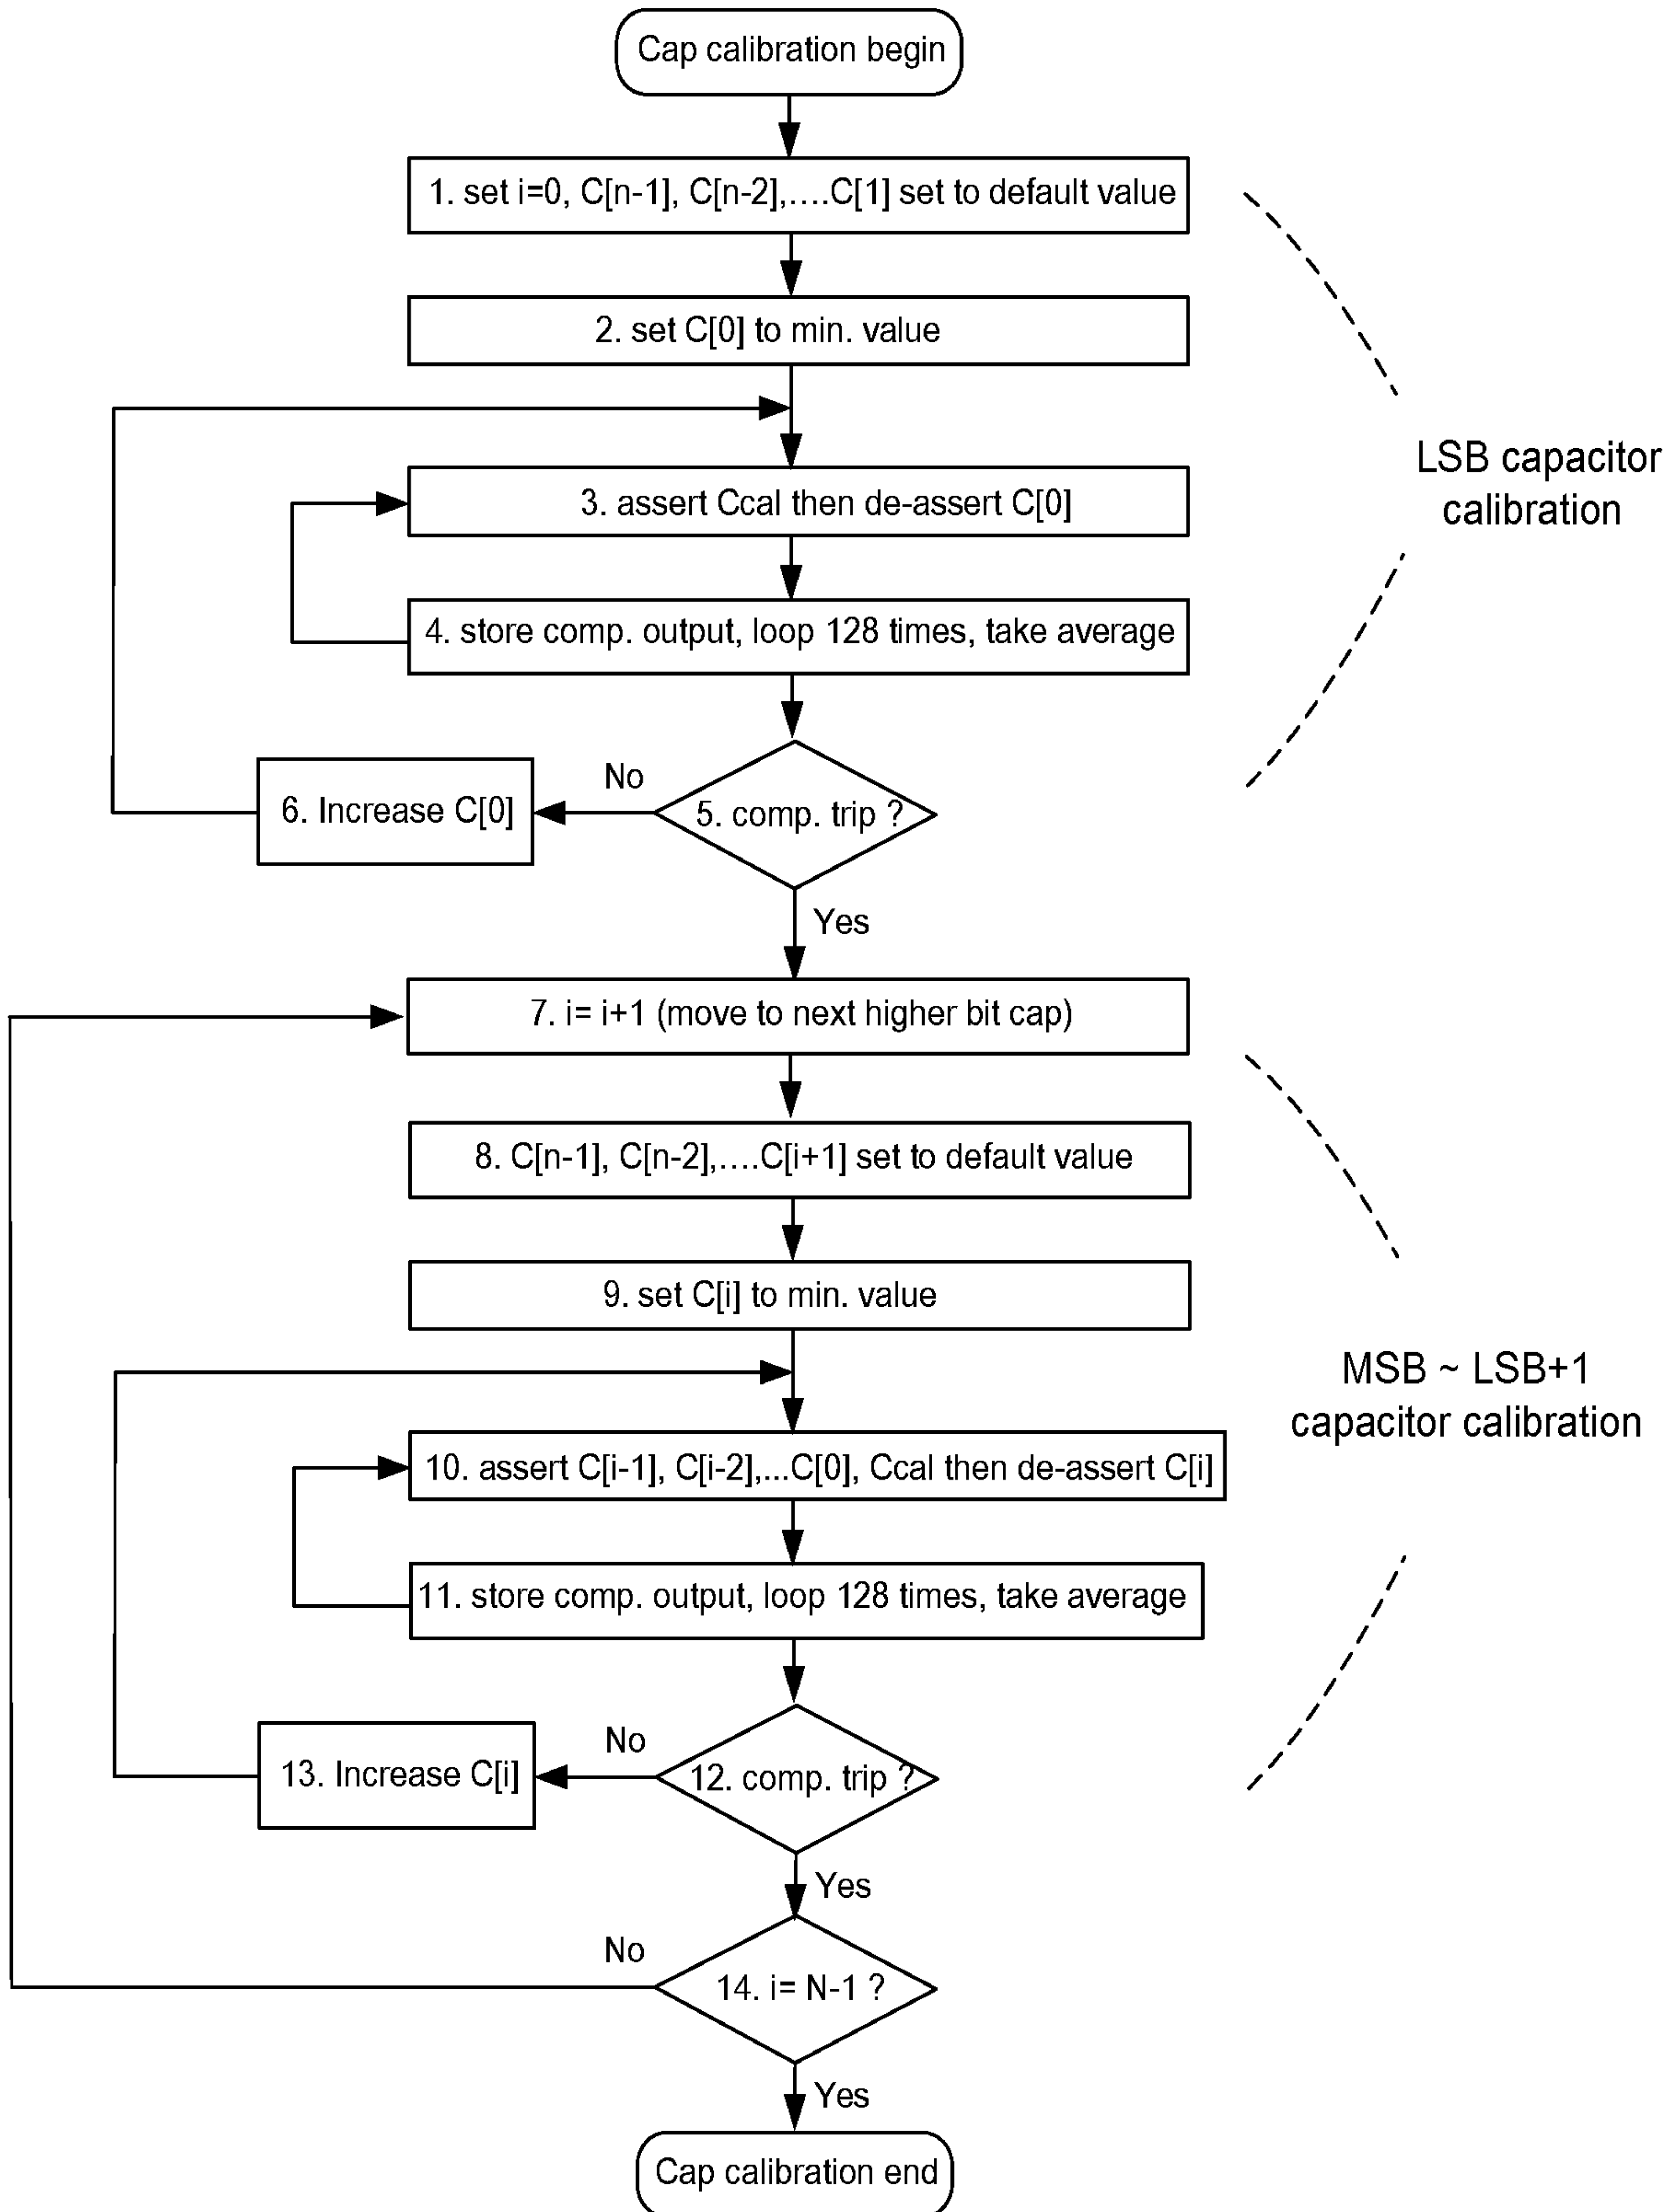 Cap calibration begin
1. set i=0, C[n-1], C[n-2],....C[1] set to default value
2. set C[0] to min. value
3. assert Ccal then de-assert C[0]
LSB capacitor
calibration
4. store comp. output, loop 128 times, take average
No
6. Increase C[0]
5. comp. trip ?
Yes
7. i= i+1 (move to next higher bit cap)
8. C[n-1], C[n-2],....C[i+1] set to default value
9. set C[i] to min. value
MSB ~ LSB+1
capacitor calibration
10. assert C[i-1], C[i-2],...C[0], Ccal then de-assert C[i]
11. store comp. output, loop 128 times, take average
No
13. Increase C[i]
12. comp. trip ?
Yes
No
14. i= N-1 ?
Yes
Cap calibration end